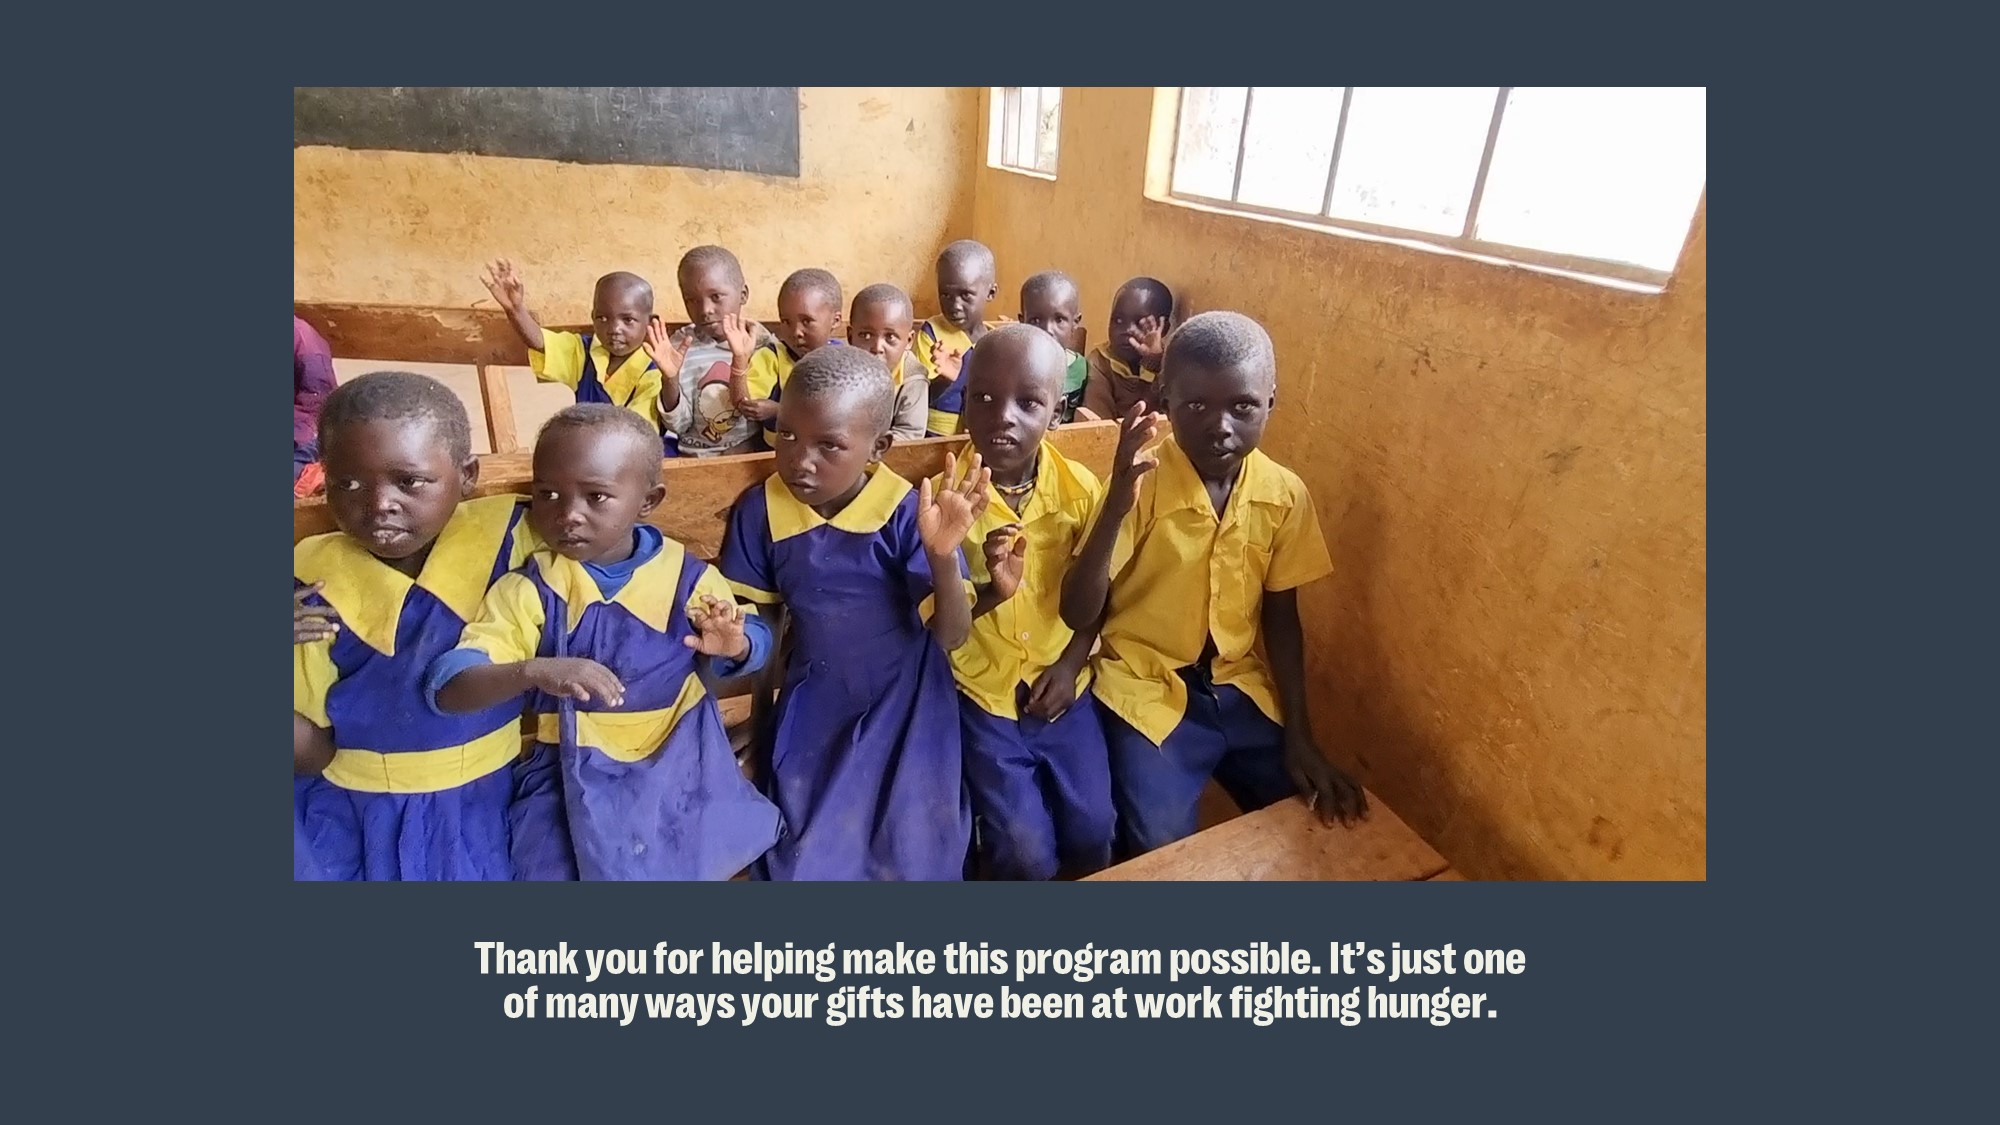 Thank you for helping make this program possible. It’s just one
of many ways your gifts have been at work fighting hunger.